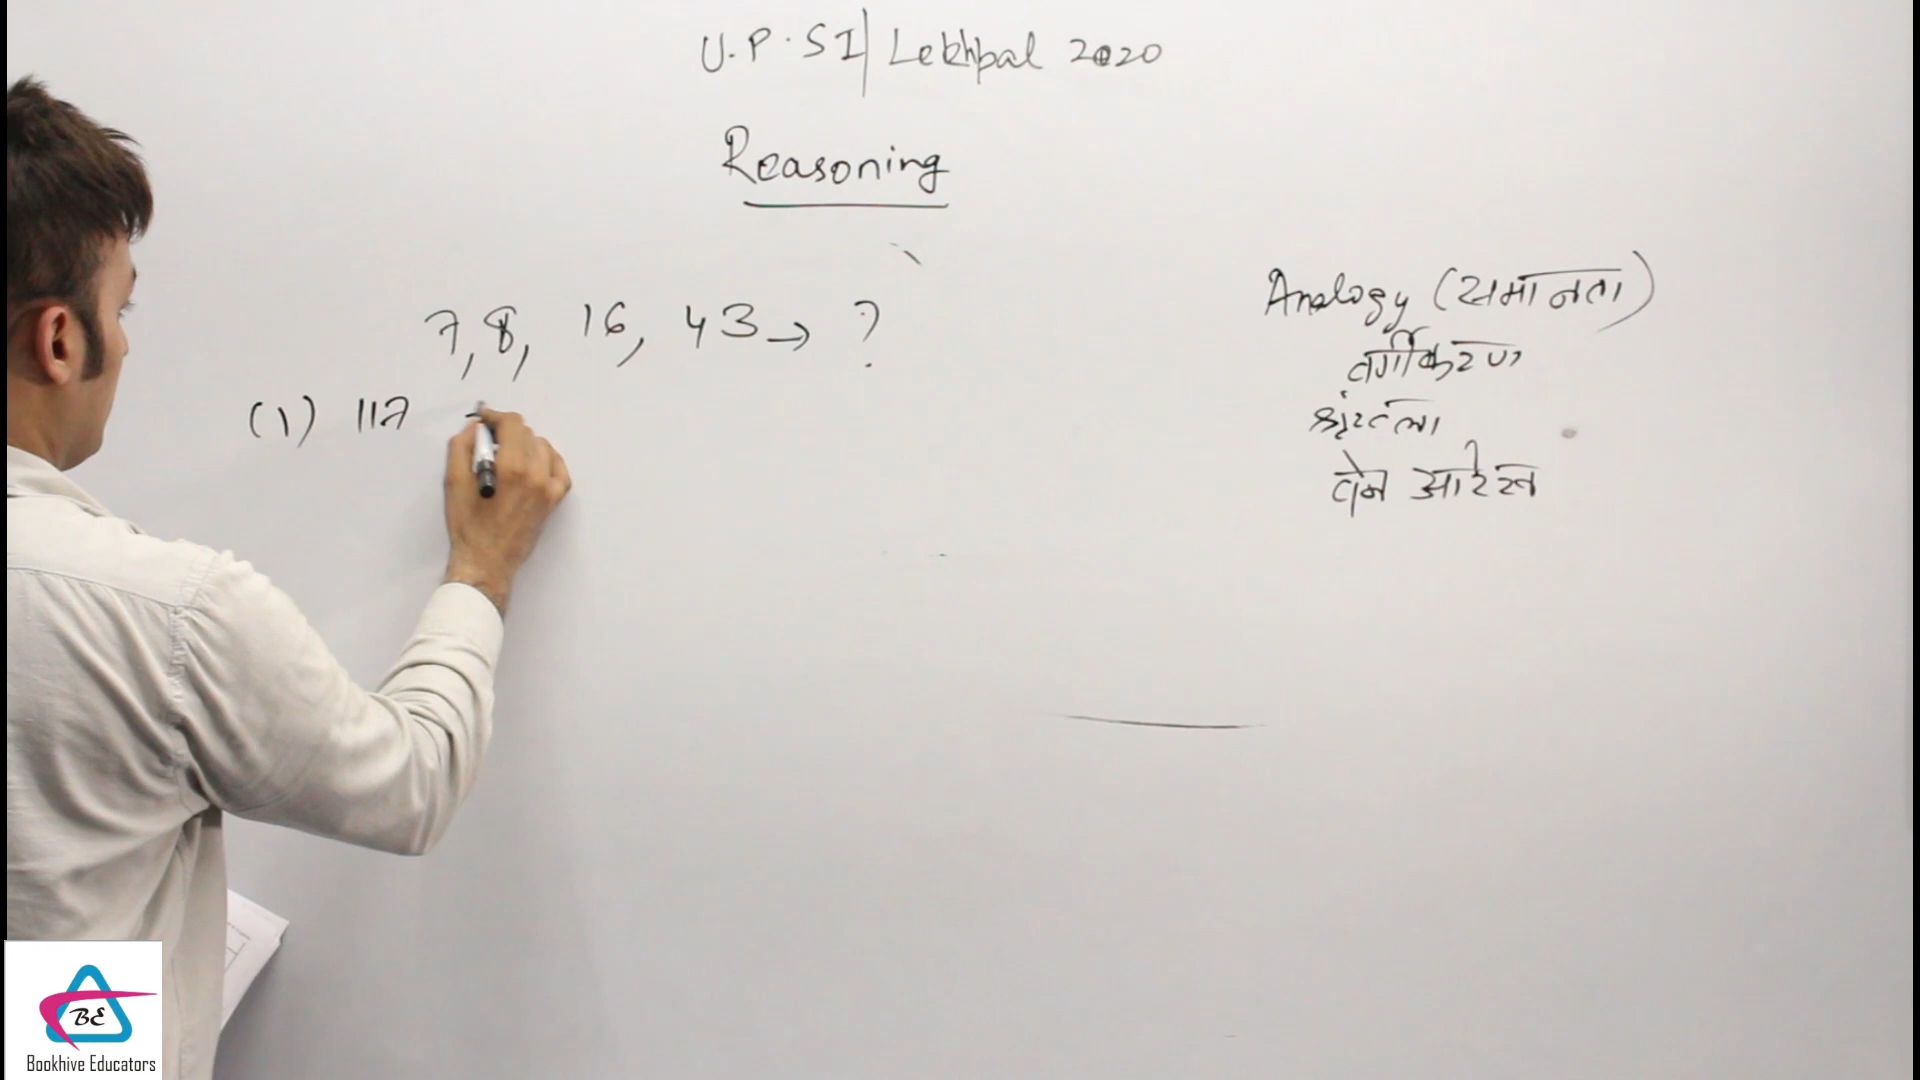 U.P.SI| Lekhpal 2020
Reasoning
7, 8, 16, 43 → ?
(1) 117
Analogy (समानता)
वर्गीकरण
श्रृंखला
वेन आरेख
BE
Bookhive Educators